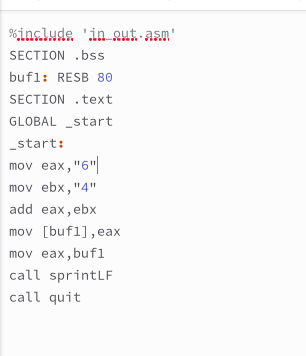 %include 'in_out.asm'
SECTION .bss
buf1: RESB 80
SECTION .text
GLOBAL _start
_start:
mov eax,"6"
mov ebx,"4"
add eax,ebx
mov [buf1],eax
mov eax,buf1
call sprintLF
call quit